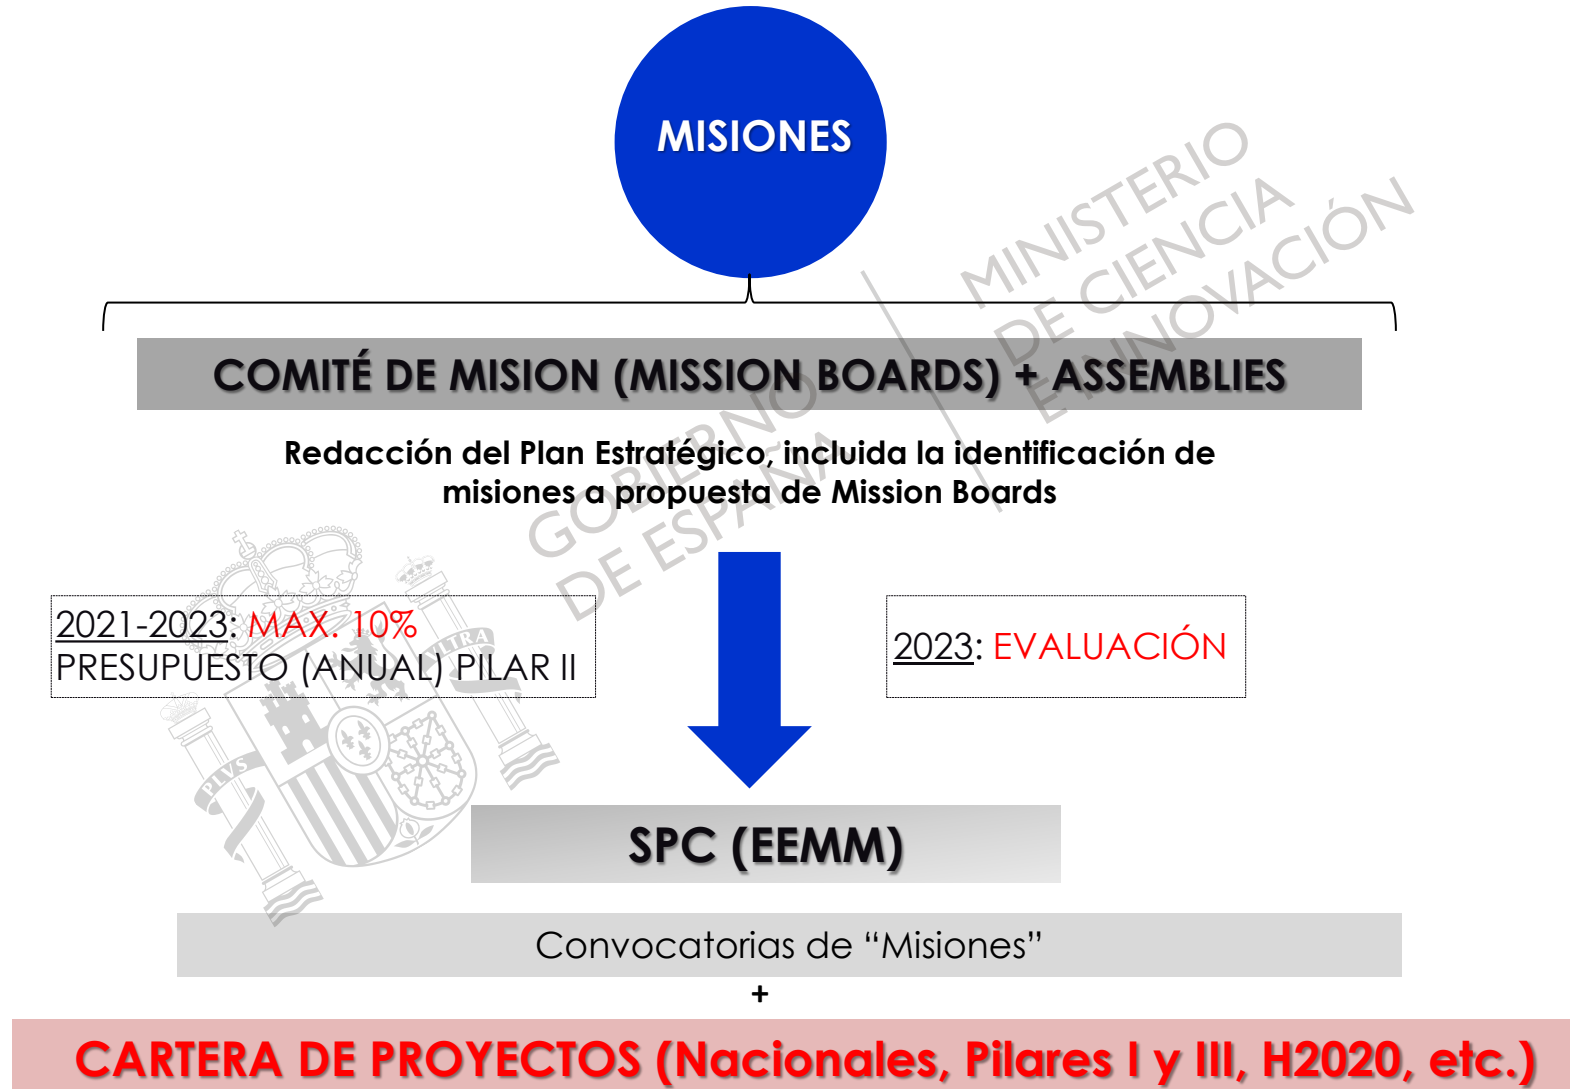 MISIONES
COMITÉ DE MISION (MISSION BOARDS) + ASSEMBLIES
Redacción del Plan Estratégico, incluida la identificación de
misiones a propuesta de Mission Boards
2021-2023: MAX. 10%
PRESUPUESTO (ANUAL) PILAR II
2023: EVALUACIÓN
SPC (EEMM)
Convocatorias de “Misiones”
+
CARTERA DE PROYECTOS (Nacionales, Pilares I y III, H2020, etc.)
GOBIERNO
DE ESPAÑA
MINISTERIO
DE CIENCIA
E INNOVACIÓN
PLVS
VLTRA